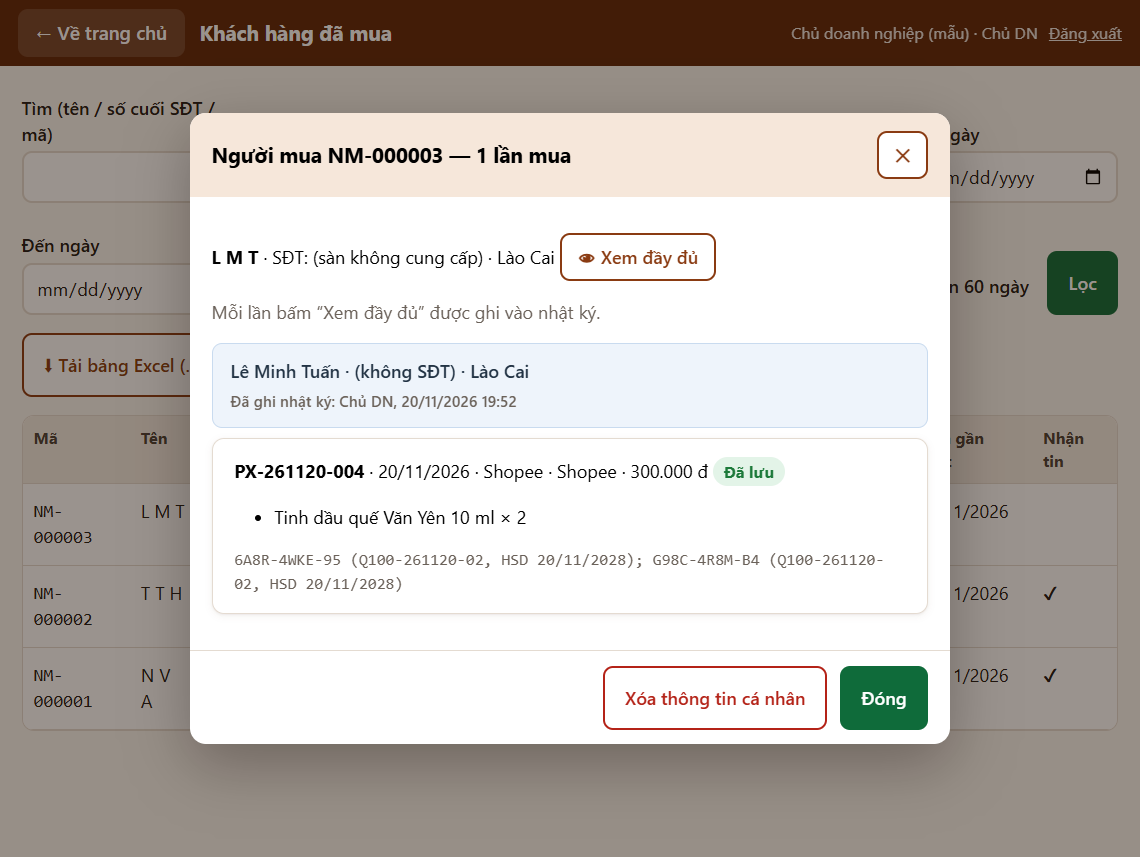 ← Về trang chủ
Khách hàng đã mua
Chủ doanh nghiệp (mẫu) · Chủ DN Đăng xuất
Tìm (tên / số cuối SĐT /
mã)
gày
m/dd/yyyy
Người mua NM-000003 — 1 lần mua
Đến ngày
mm/dd/yyyy
L M T · SĐT: (sàn không cung cấp) · Lào Cai
Xem đầy đủ
n 60 ngày
Lọc
Mỗi lần bấm “Xem đầy đủ” được ghi vào nhật ký.
Lê Minh Tuấn · (không SĐT) · Lào Cai
Đã ghi nhật ký: Chủ DN, 20/11/2026 19:52
⬇ Tải bảng Excel (.
PX-261120-004 · 20/11/2026 · Shopee · Shopee · 300.000 đ Đã lưu
• Tinh dầu quế Văn Yên 10 ml × 2
6A8R-4WKE-95 (Q100-261120-02, HSD 20/11/2028); G98C-4R8M-B4 (Q100-261120-
02, HSD 20/11/2028)
Mã
Tên
gần
Nhận
tin
NM-
000003
L M T
1/2026
NM-
000002
T T H
1/2026
✓
NM-
000001
N V
A
1/2026
✓
Xóa thông tin cá nhân
Đóng